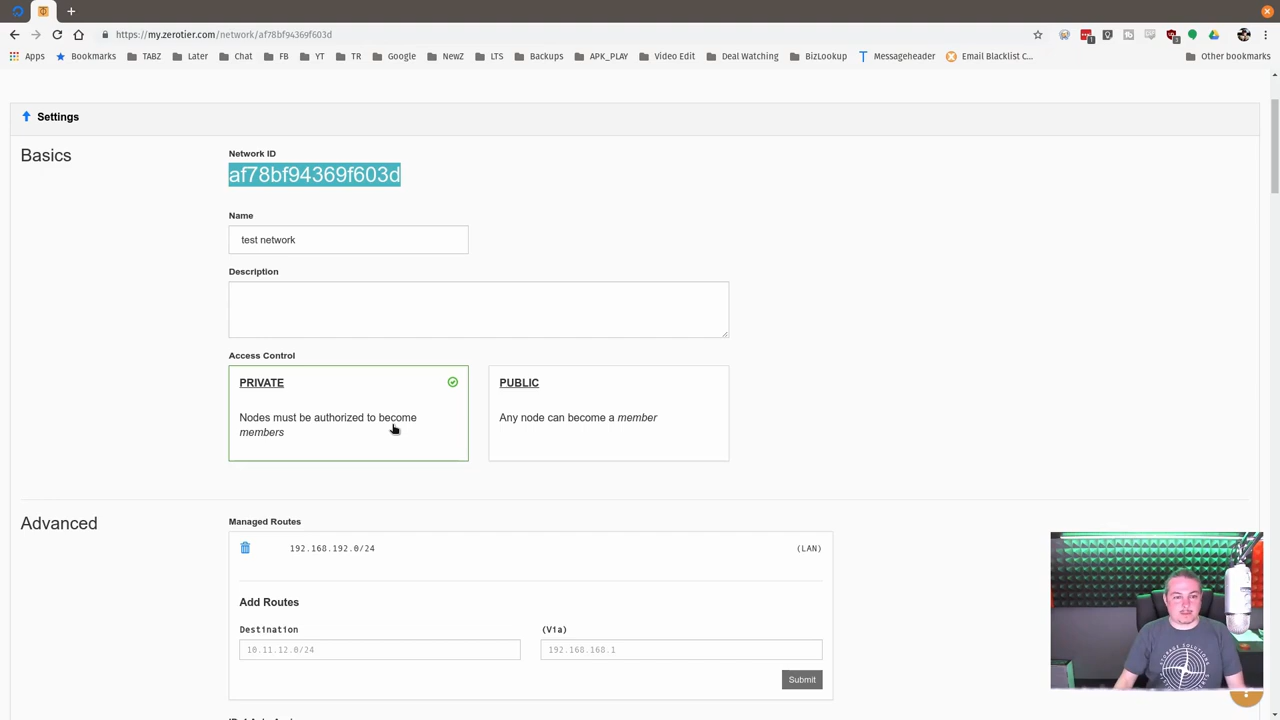 https://my.zerotier.com/network/af78bf94369f603d
Apps
Bookmarks
TABZ
Later
Chat
FB
YT
TR
Google
NewZ
LTS
Backups
APK_PLAY
Video Edit
Deal Watching
BizLookup
Messageheader
Email Blacklist C...
Other bookmarks
Settings
Basics
Network ID
af78bf94369f603d
Name
test network
Description
Access Control
PRIVATE
Nodes must be authorized to become
members
PUBLIC
Any node can become a member
Advanced
Managed Routes
192.168.192.0/24
(LAN)
Add Routes
Destination
(Via)
10.11.12.0/24
192.168.168.1
Submit